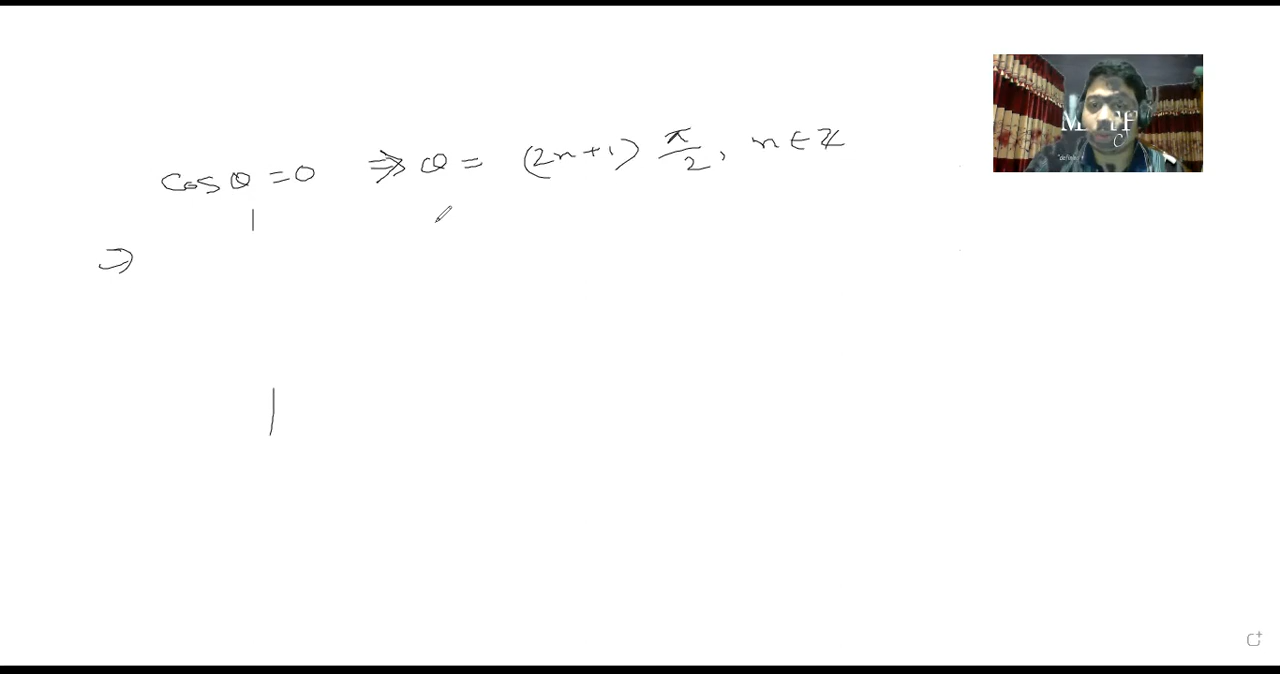 cos θ = 0 ⇒ θ = (2n+1) π/2, n ∈ ℤ
⇒